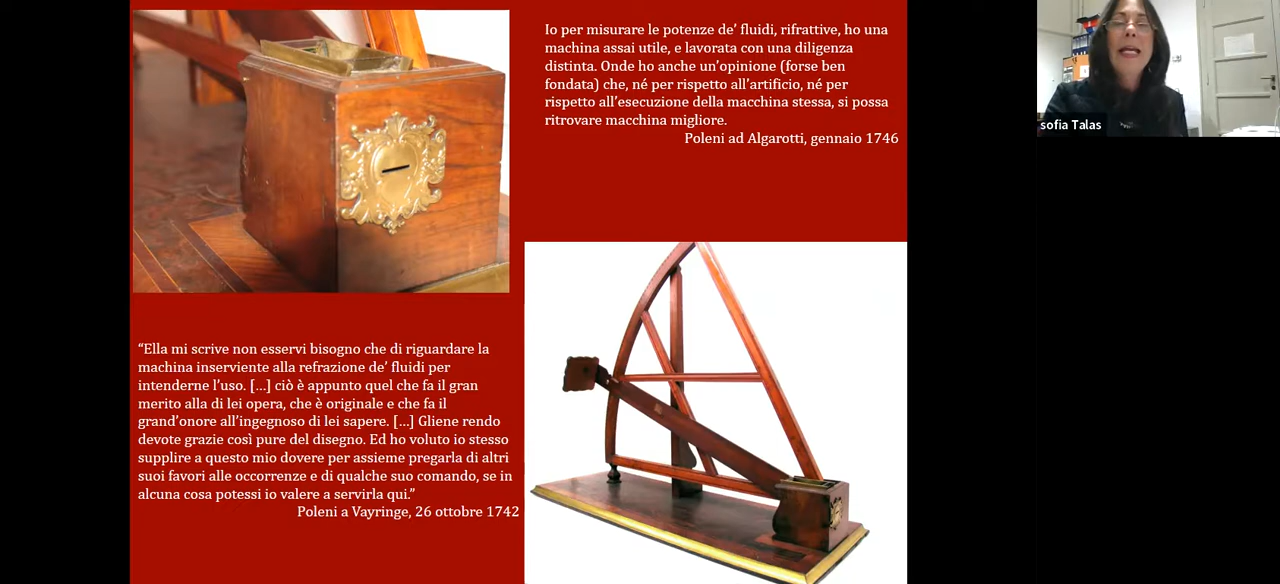 Io per misurare le potenze de’ fluidi, rifrattive, ho una
machina assai utile, e lavorata con una diligenza
distinta. Onde ho anche un’opinione (forse ben
fondata) che, né per rispetto all’artificio, né per
rispetto all’esecuzione della macchina stessa, si possa
ritrovare macchina migliore.
Poleni ad Algarotti, gennaio 1746
sofia Talas
“Ella mi scrive non esservi bisogno che di riguardare la
machina inserviente alla refrazione de’ fluidi per
intenderne l’uso. [...] ciò è appunto quel che fa il gran
merito alla di lei opera, che è originale e che fa il
grand’onore all’ingegnoso di lei sapere. [...] Gliene rendo
devote grazie così pure del disegno. Ed ho voluto io stesso
supplire a questo mio dovere per assieme pregarla di altri
suoi favori alle occorrenze e di qualche suo comando, se in
alcuna cosa potessi io valere a servirla qui.”
Poleni a Vayringe, 26 ottobre 1742